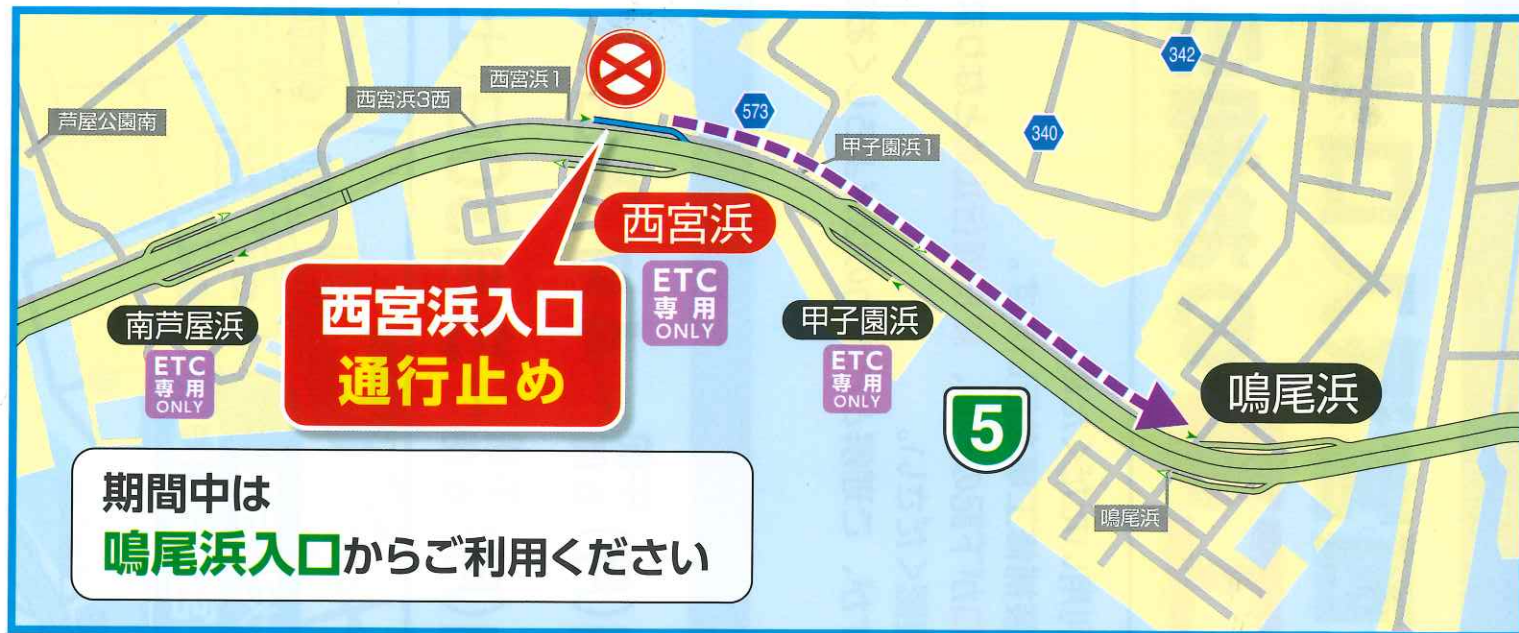 芦屋公園南
西宮浜3西
西宮浜1
573
342
340
甲子園浜1
西宮浜
ETC
専用
ONLY
西宮浜入口
通行止め
南芦屋浜
ETC
専用
ONLY
甲子園浜
ETC
専用
ONLY
5
鳴尾浜
鳴尾浜
期間中は
鳴尾浜入口からご利用ください